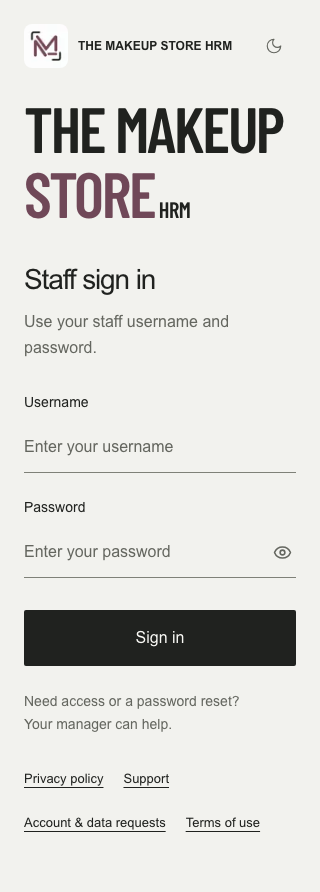 THE MAKEUP STORE HRM
THE MAKEUP
STORE HRM
Staff sign in
Use your staff username and
password.
Username
Enter your username
Password
Enter your password
Sign in
Need access or a password reset?
Your manager can help.
Privacy policy Support
Account & data requests Terms of use